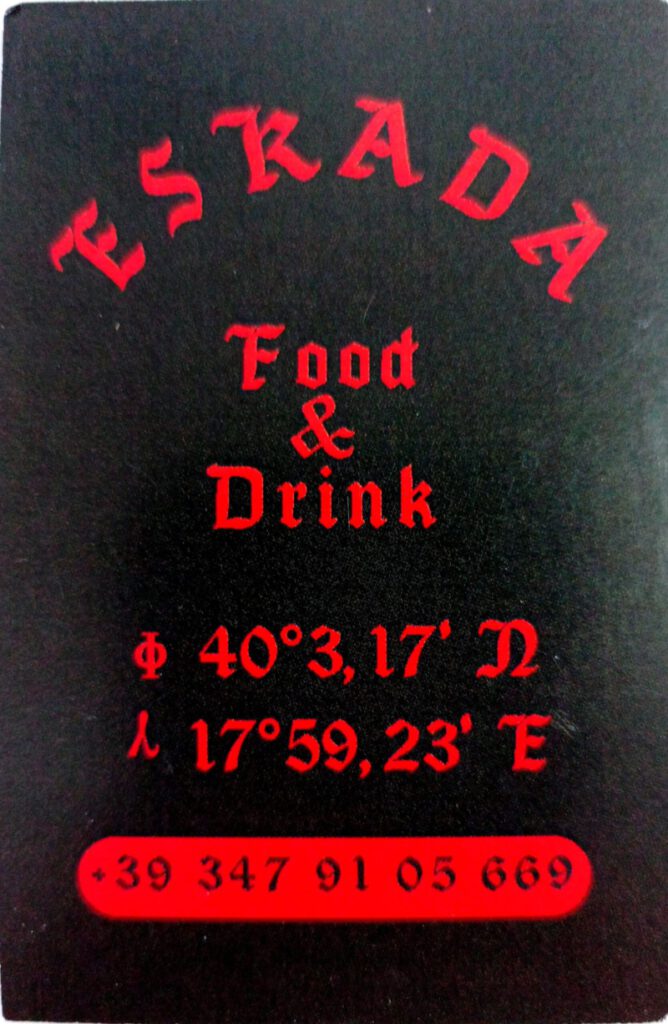 ESKADA
Food
&
Drink
Φ 40°3,17' N
λ 17°59,23' E
+39 347 91 05 669